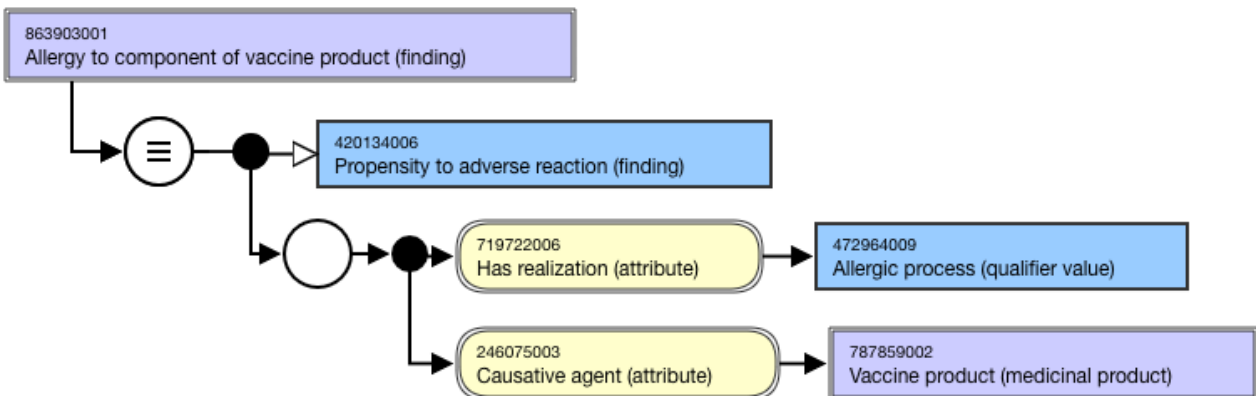 863903001
Allergy to component of vaccine product (finding)
420134006
Propensity to adverse reaction (finding)
719722006
Has realization (attribute)
472964009
Allergic process (qualifier value)
246075003
Causative agent (attribute)
787859002
Vaccine product (medicinal product)